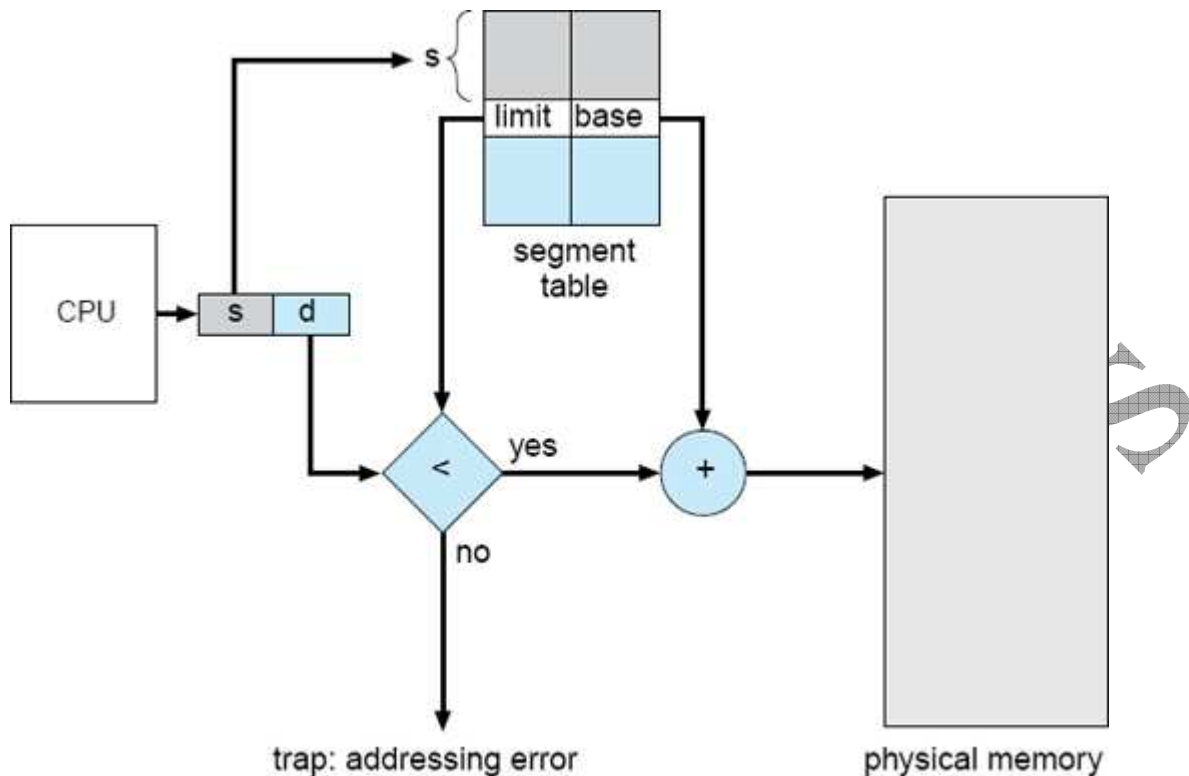 s
limit base
segment
table
CPU
s d
<
yes
+
no
trap: addressing error
physical memory
S